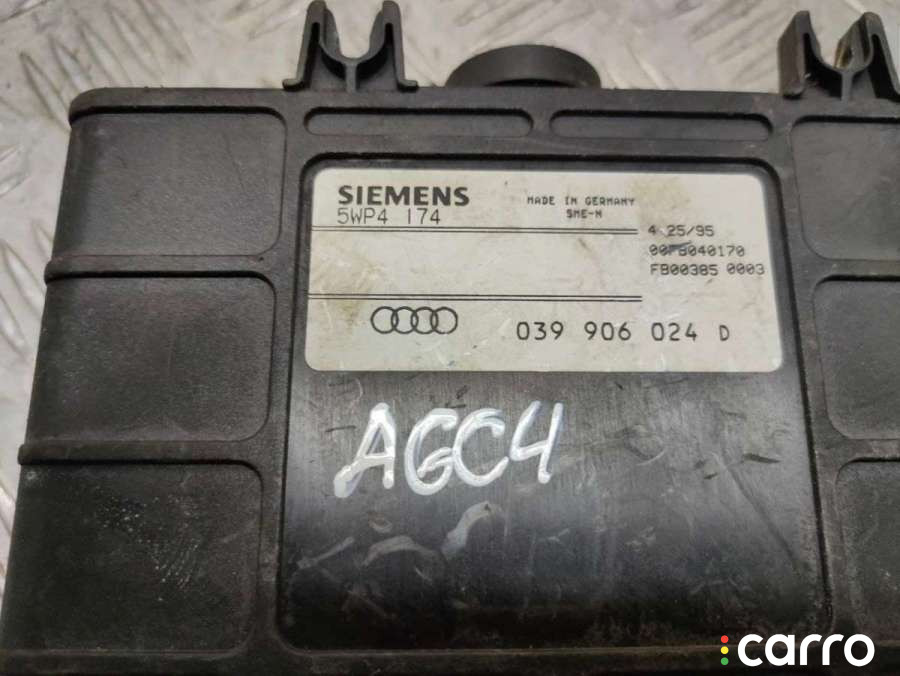 SIEMENS
5WP4 174
MADE IN GERMANY
SME-M
4 25/95
00FB040170
FB00385 0003
039 906 024 D
AGC4
carro